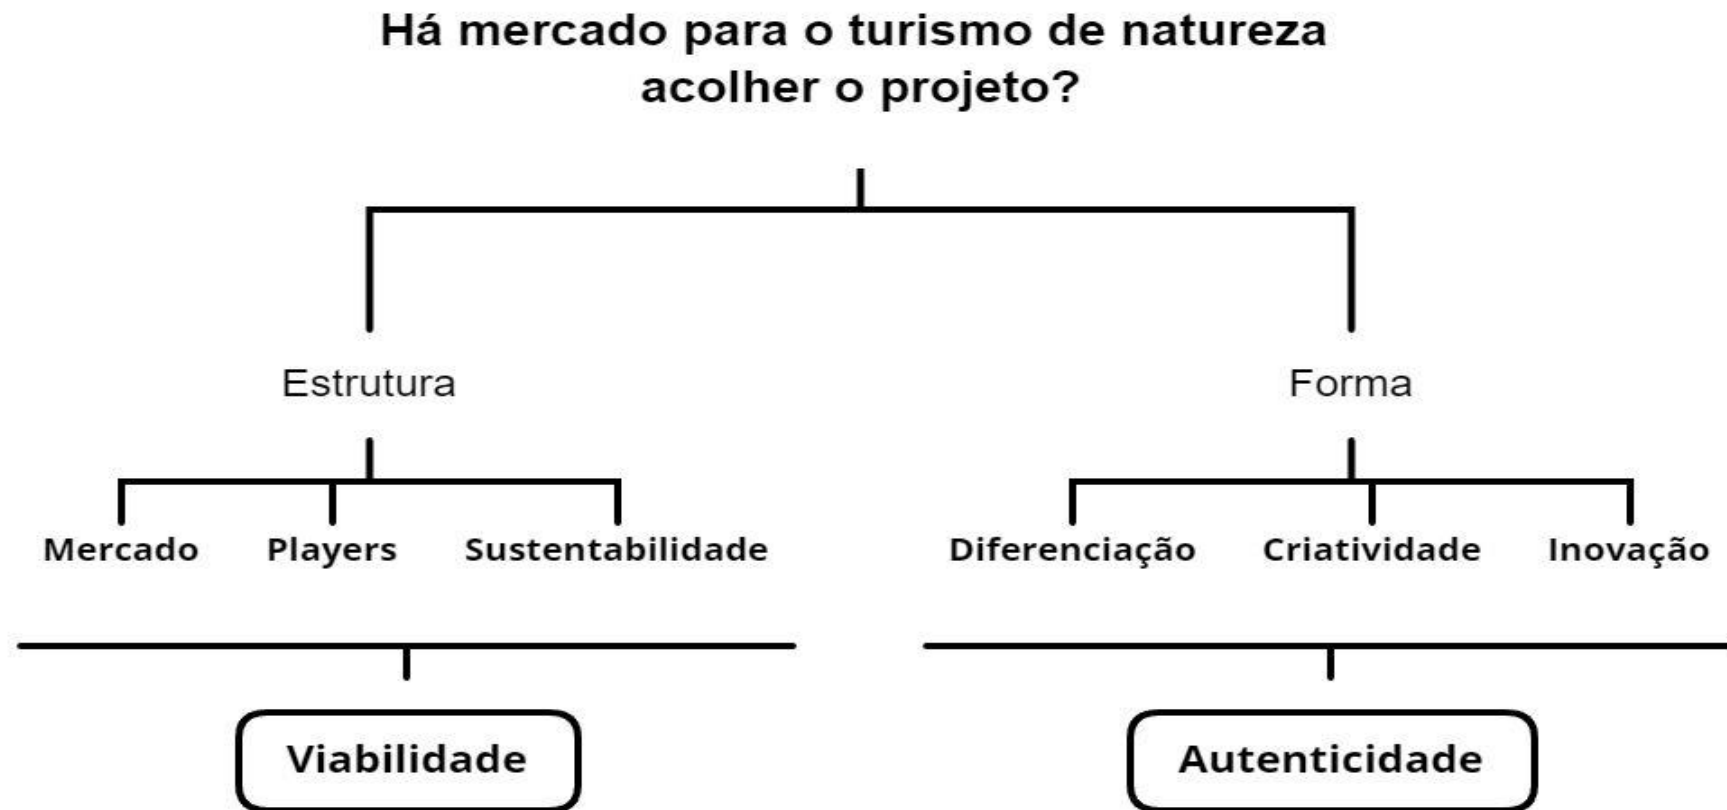 Há mercado para o turismo de natureza
acolher o projeto?
Estrutura
Forma
Mercado
Players
Sustentabilidade
Diferenciação
Criatividade
Inovação
Viabilidade
Autenticidade